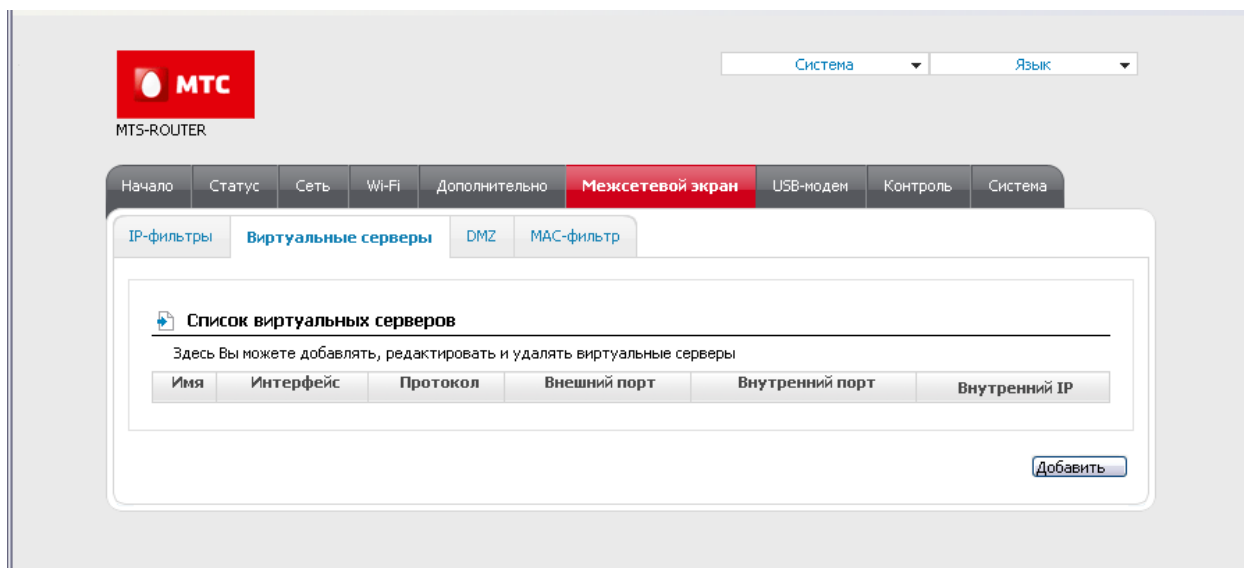 Система Язык
МТС
MTS-ROUTER
Начало Статус Сеть Wi-Fi Дополнительно Межсетевой экран USB-модем Контроль Система
IP-фильтры Виртуальные серверы DMZ MAC-фильтр
Список виртуальных серверов
Здесь Вы можете добавлять, редактировать и удалять виртуальные серверы
Имя Интерфейс Протокол Внешний порт Внутренний порт Внутренний IP
Добавить